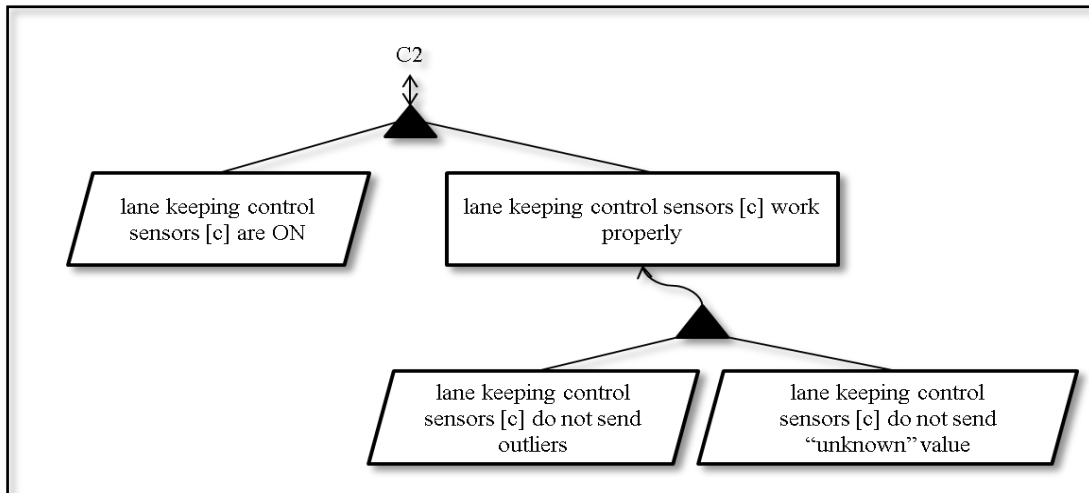 C2
lane keeping control
sensors [c] are ON
lane keeping control sensors [c] work
properly
lane keeping control
sensors [c] do not send
outliers
lane keeping control
sensors [c] do not send
“unknown” value